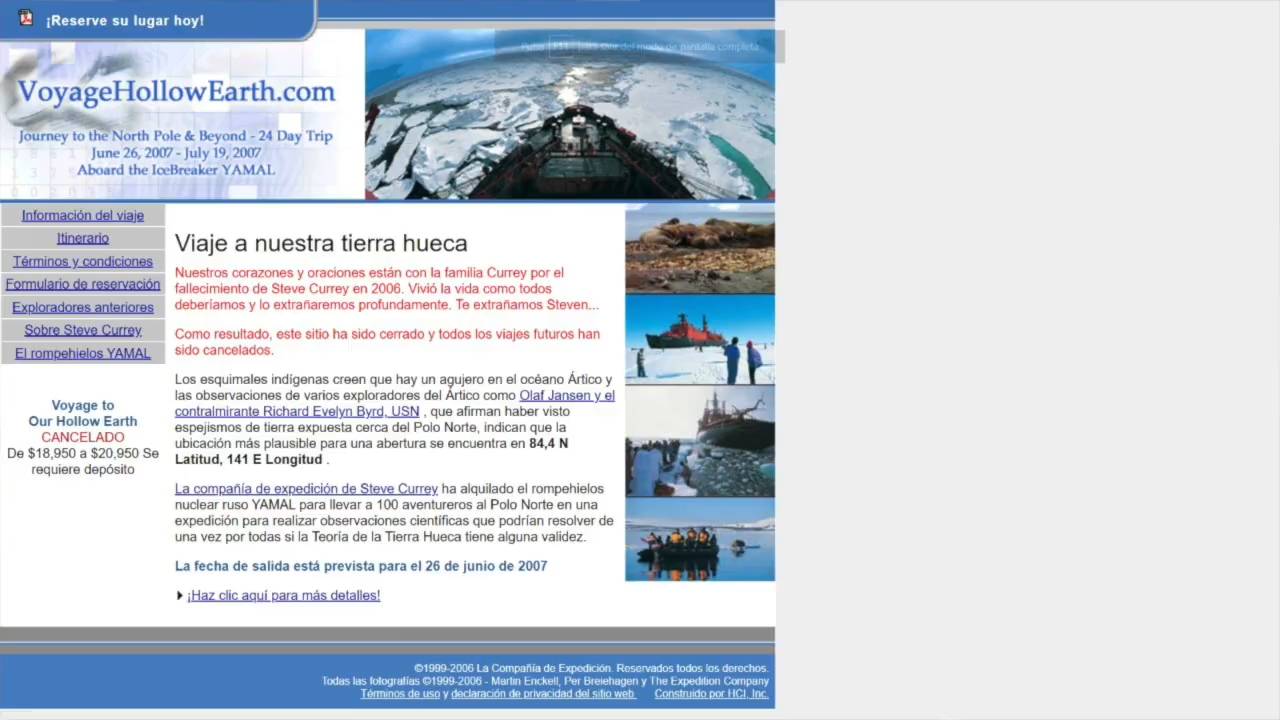 ¡Reserve su lugar hoy!
Pulsa F11 para salir del modo de pantalla completa
VoyageHollowEarth.com
Journey to the North Pole & Beyond - 24 Day Trip
June 26, 2007 - July 19, 2007
Aboard the IceBreaker YAMAL
Información del viaje
Itinerario
Términos y condiciones
Formulario de reservación
Exploradores anteriores
Sobre Steve Currey
El rompehielos YAMAL
Voyage to
Our Hollow Earth
CANCELADO
De $18,950 a $20,950 Se
requiere depósito
Viaje a nuestra tierra hueca
Nuestros corazones y oraciones están con la familia Currey por el
fallecimiento de Steve Currey en 2006. Vivió la vida como todos
deberíamos y lo extrañaremos profundamente. Te extrañamos Steven...
Como resultado, este sitio ha sido cerrado y todos los viajes futuros han
sido cancelados.
Los esquimales indígenas creen que hay un agujero en el océano Ártico y
las observaciones de varios exploradores del Ártico como Olaf Jansen y el
contralmirante Richard Evelyn Byrd, USN , que afirman haber visto
espejismos de tierra expuesta cerca del Polo Norte, indican que la
ubicación más plausible para una abertura se encuentra en 84,4 N
Latitud, 141 E Longitud .
La compañía de expedición de Steve Currey ha alquilado el rompehielos
nuclear ruso YAMAL para llevar a 100 aventureros al Polo Norte en una
expedición para realizar observaciones científicas que podrían resolver de
una vez por todas si la Teoría de la Tierra Hueca tiene alguna validez.
La fecha de salida está prevista para el 26 de junio de 2007
¡Haz clic aquí para más detalles!
©1999-2006 La Compañía de Expedición. Reservados todos los derechos.
Todas las fotografías ©1999-2006 - Martin Enckell, Per Breiehagen y The Expedition Company
Términos de uso y declaración de privacidad del sitio web Construido por HCI, Inc.